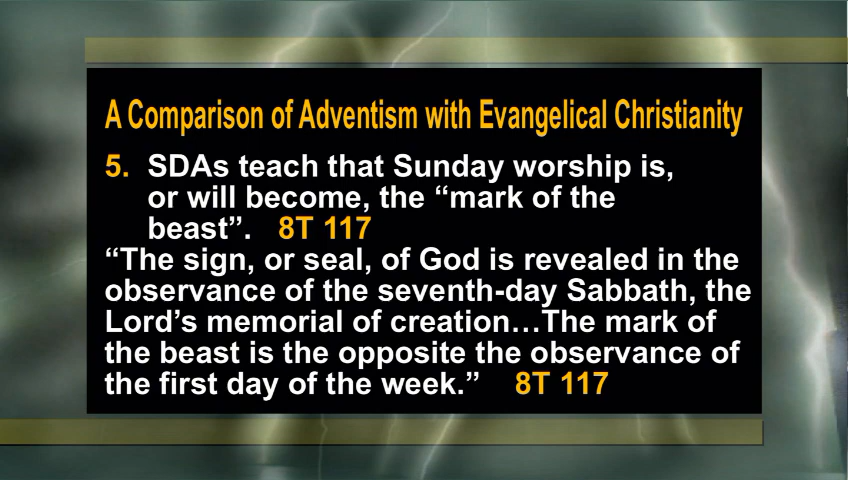 A Comparison of Adventism with Evangelical Christianity
5. SDAs teach that Sunday worship is,
or will become, the “mark of the
beast”. 8T 117
“The sign, or seal, of God is revealed in the
observance of the seventh-day Sabbath, the
Lord’s memorial of creation…The mark of
the beast is the opposite the observance of
the first day of the week.” 8T 117